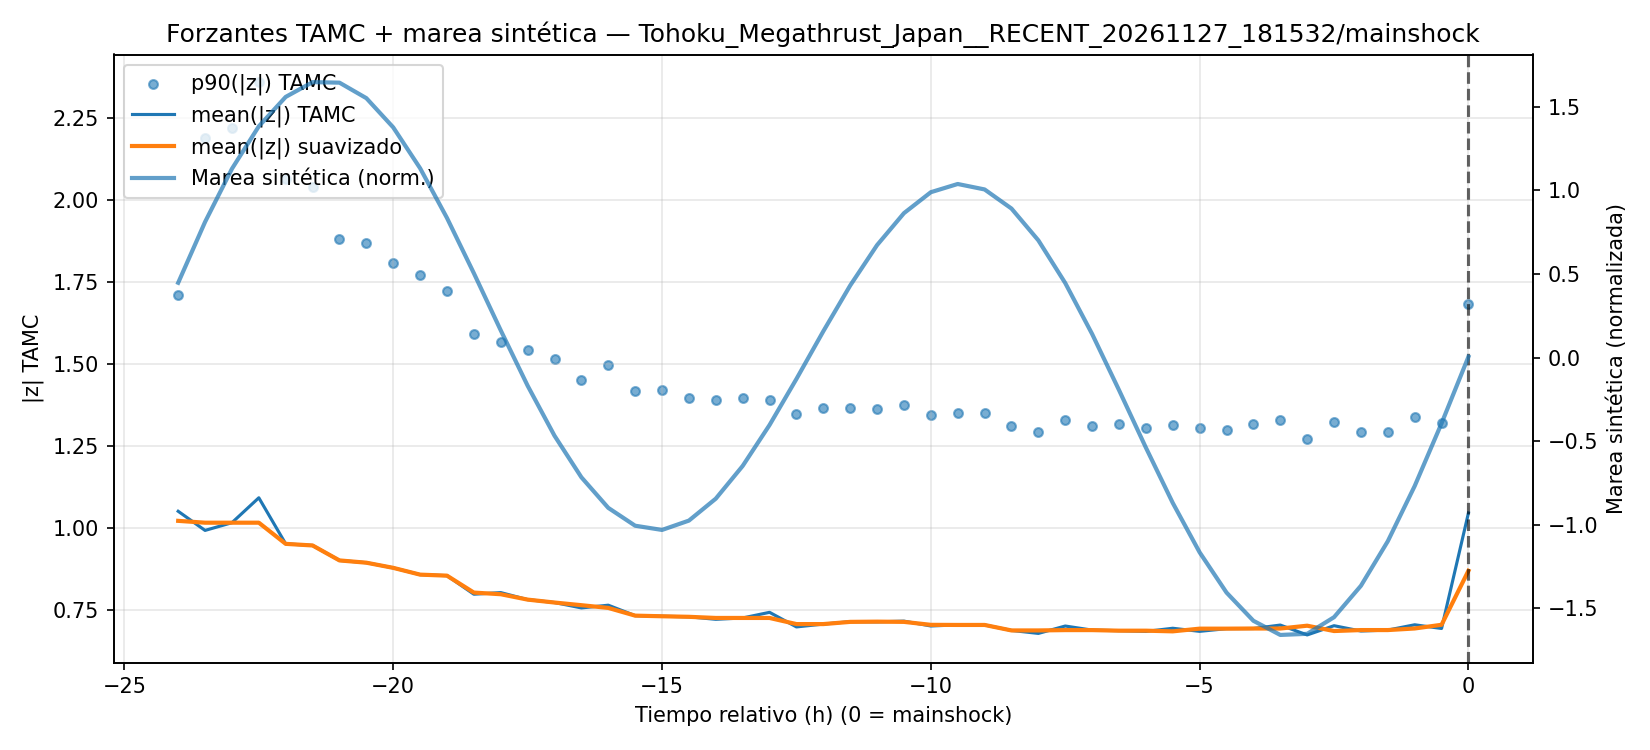 Forzantes TAMC + marea sintética — Tohoku_Megathrust_Japan__RECENT_20261127_181532/mainshock
p90(|z|) TAMC
mean(|z|) TAMC
mean(|z|) suavizado
Marea sintética (norm.)
|z| TAMC
2.25
2.00
1.75
1.50
1.25
1.00
0.75
1.5
1.0
0.5
0.0
−0.5
−1.0
−1.5
Marea sintética (normalizada)
−25 −20 −15 −10 −5 0
Tiempo relativo (h) (0 = mainshock)